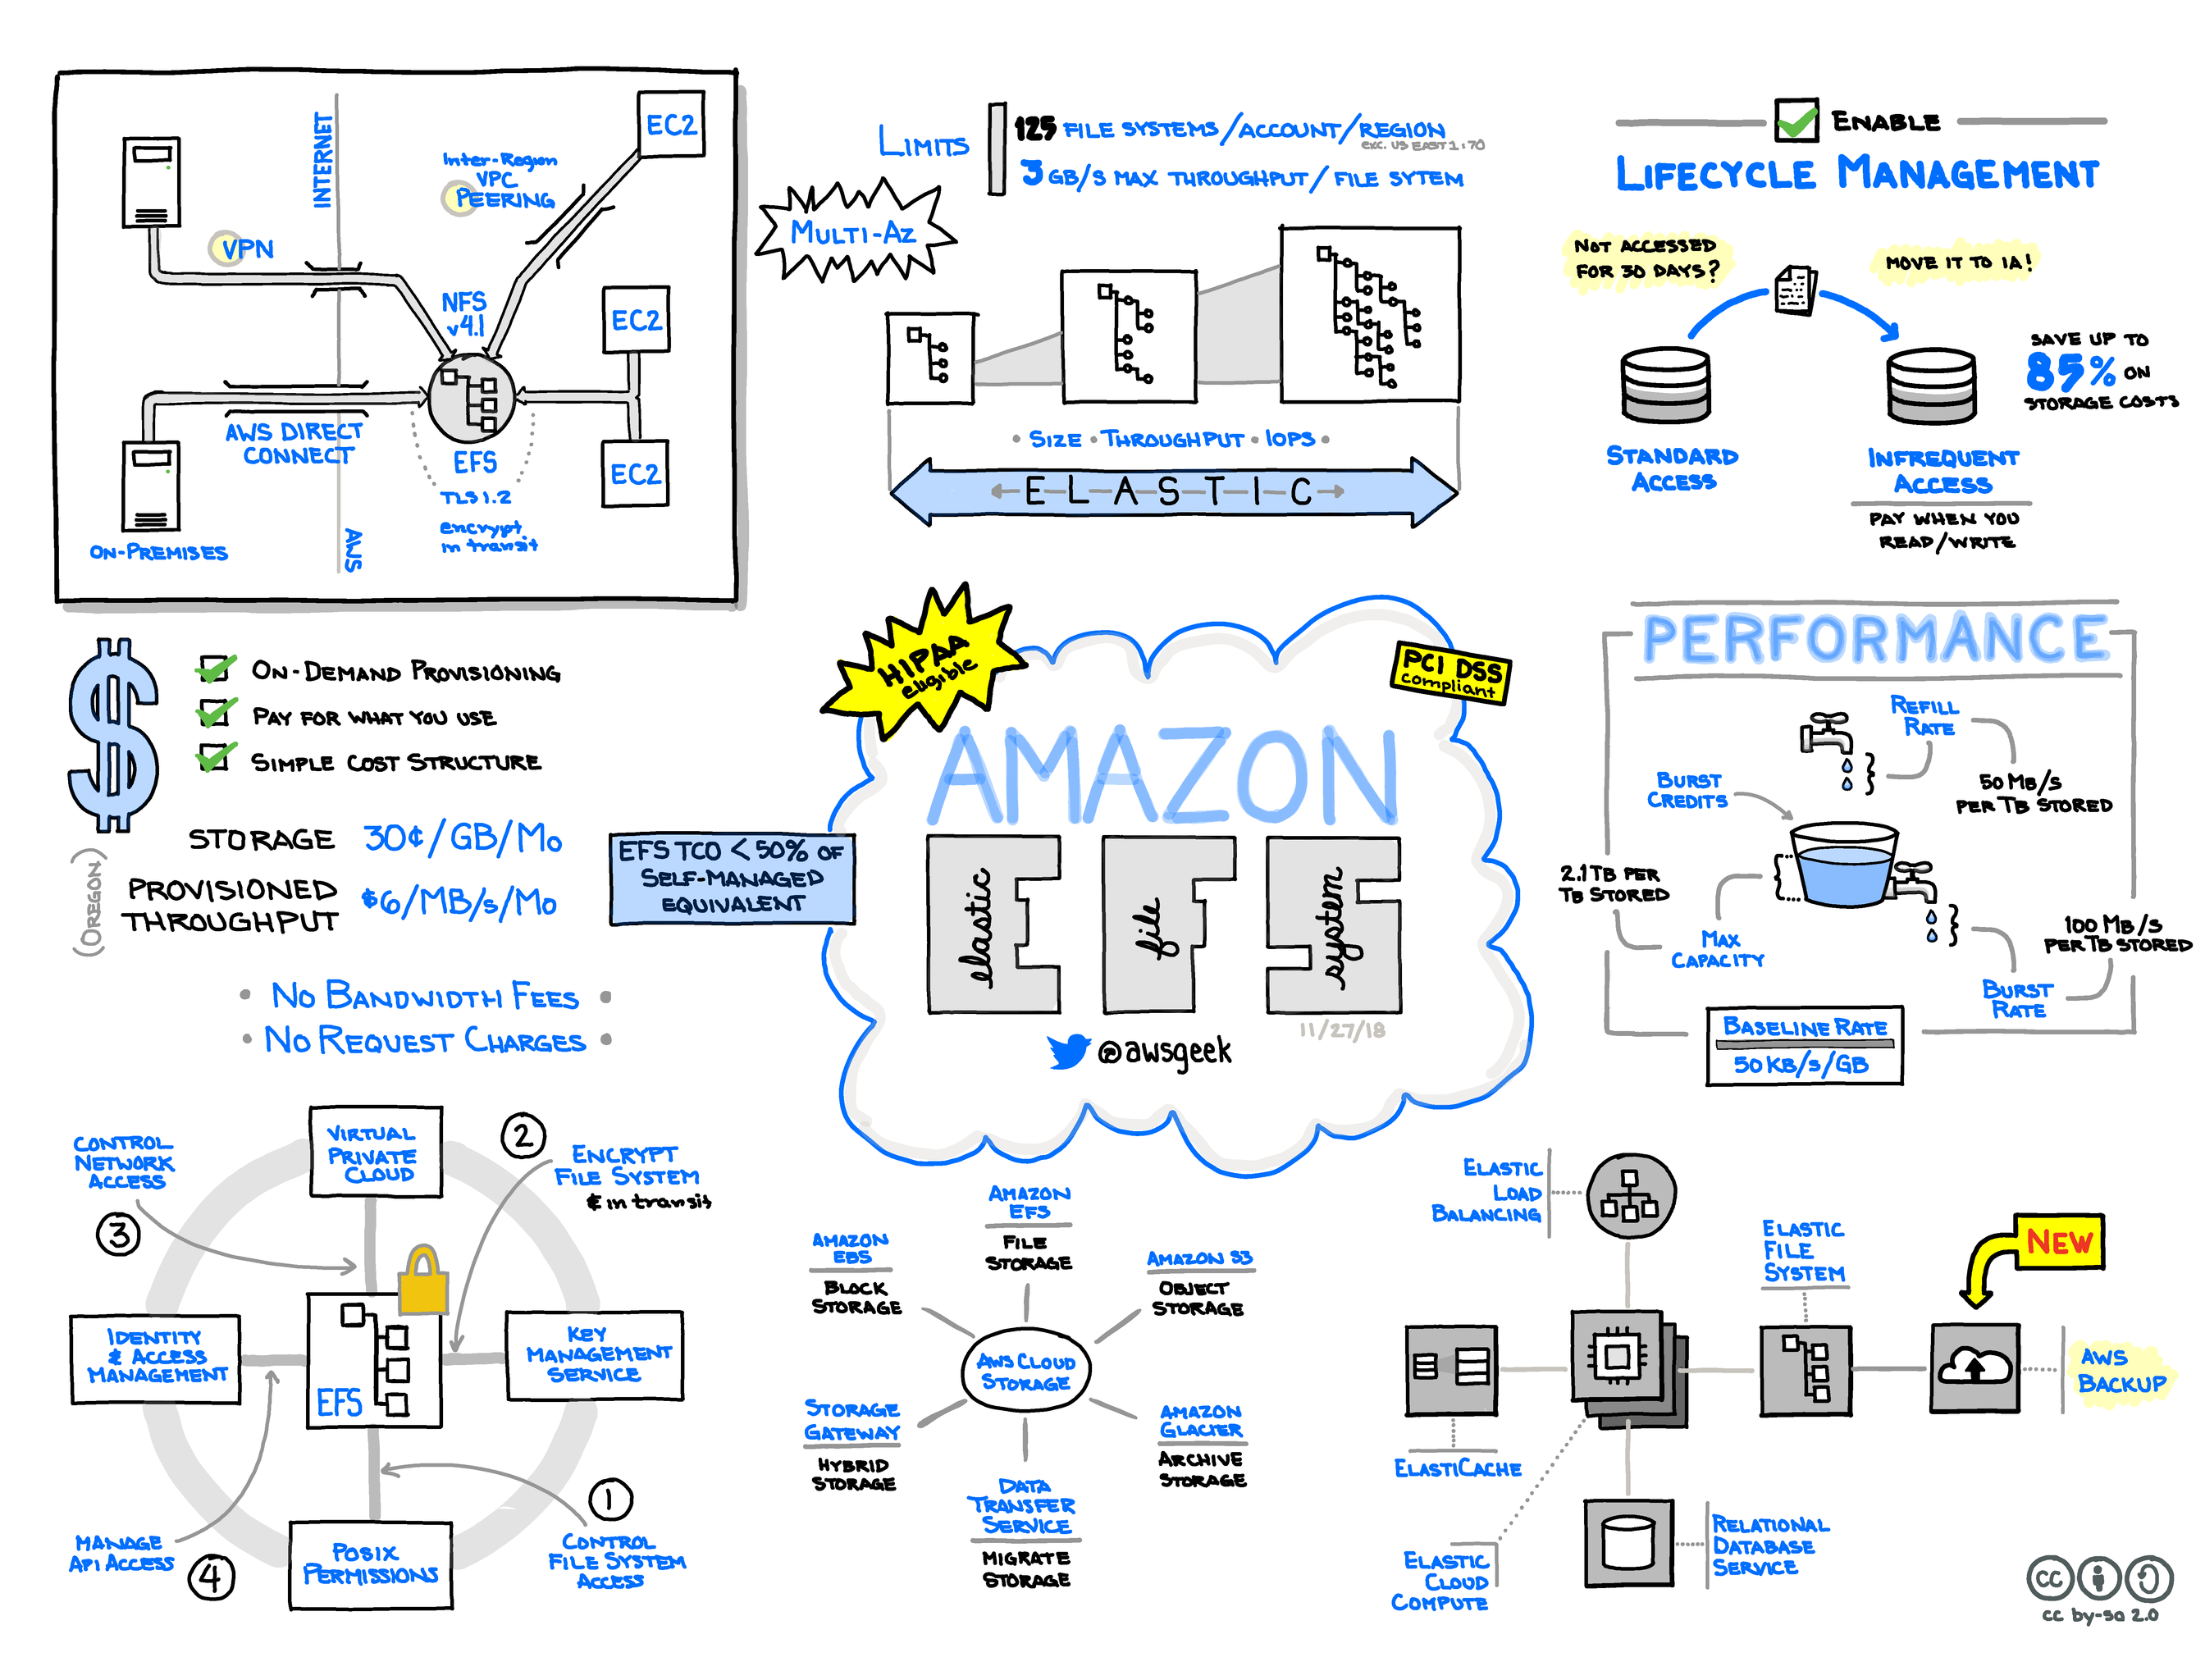 INTERNET
AWS
VPN
Inter-Region
VPC
PEERING
EC2
EC2
EC2
NFS
v4.1
AWS DIRECT
CONNECT
EFS
TLS 1.2
encrypt
in transit
ON-PREMISES
LIMITS
125 FILE SYSTEMS/ACCOUNT/REGION
exc. US EAST 1: 70
3 GB/S MAX THROUGHPUT/FILE SYTEM
MULTI-AZ
• SIZE • THROUGHPUT • IOPS •
ELASTIC
ENABLE
LIFECYCLE MANAGEMENT
NOT ACCESSED
FOR 30 DAYS?
MOVE IT TO IA!
SAVE UP TO
85% ON
STORAGE COSTS
STANDARD
ACCESS
INFREQUENT
ACCESS
PAY WHEN YOU
READ/WRITE
$
ON-DEMAND PROVISIONING
PAY FOR WHAT YOU USE
SIMPLE COST STRUCTURE
(OREGON)
STORAGE 30¢/GB/MO
PROVISIONED
THROUGHPUT
$6/MB/s/MO
EFS TCO < 50% OF
SELF-MANAGED
EQUIVALENT
• NO BANDWIDTH FEES •
• NO REQUEST CHARGES •
HIPAA
eligible
PCI DSS
compliant
AMAZON
elastic
file
system
11/27/18
@awsgeek
PERFORMANCE
REFILL
RATE
50 MB/S
PER TB STORED
BURST
CREDITS
2.1 TB PER
TB STORED
MAX
CAPACITY
100 MB/S
PER TB STORED
BURST
RATE
BASELINE RATE
50 KB/S/GB
CONTROL
NETWORK
ACCESS
3
VIRTUAL
PRIVATE
CLOUD
2
ENCRYPT
FILE SYSTEM
& in transit
IDENTITY
& ACCESS
MANAGEMENT
EFS
KEY
MANAGEMENT
SERVICE
MANAGE
API ACCESS
4
POSIX
PERMISSIONS
1
CONTROL
FILE SYSTEM
ACCESS
AMAZON
EFS
FILE
STORAGE
AMAZON
EBS
BLOCK
STORAGE
AMAZON S3
OBJECT
STORAGE
AWS CLOUD
STORAGE
STORAGE
GATEWAY
HYBRID
STORAGE
AMAZON
GLACIER
ARCHIVE
STORAGE
DATA
TRANSFER
SERVICE
MIGRATE
STORAGE
ELASTIC
LOAD
BALANCING
ELASTIC
FILE
SYSTEM
NEW
AWS
BACKUP
ELASTICACHE
ELASTIC
CLOUD
COMPUTE
RELATIONAL
DATABASE
SERVICE
cc
cc by-sa 2.0